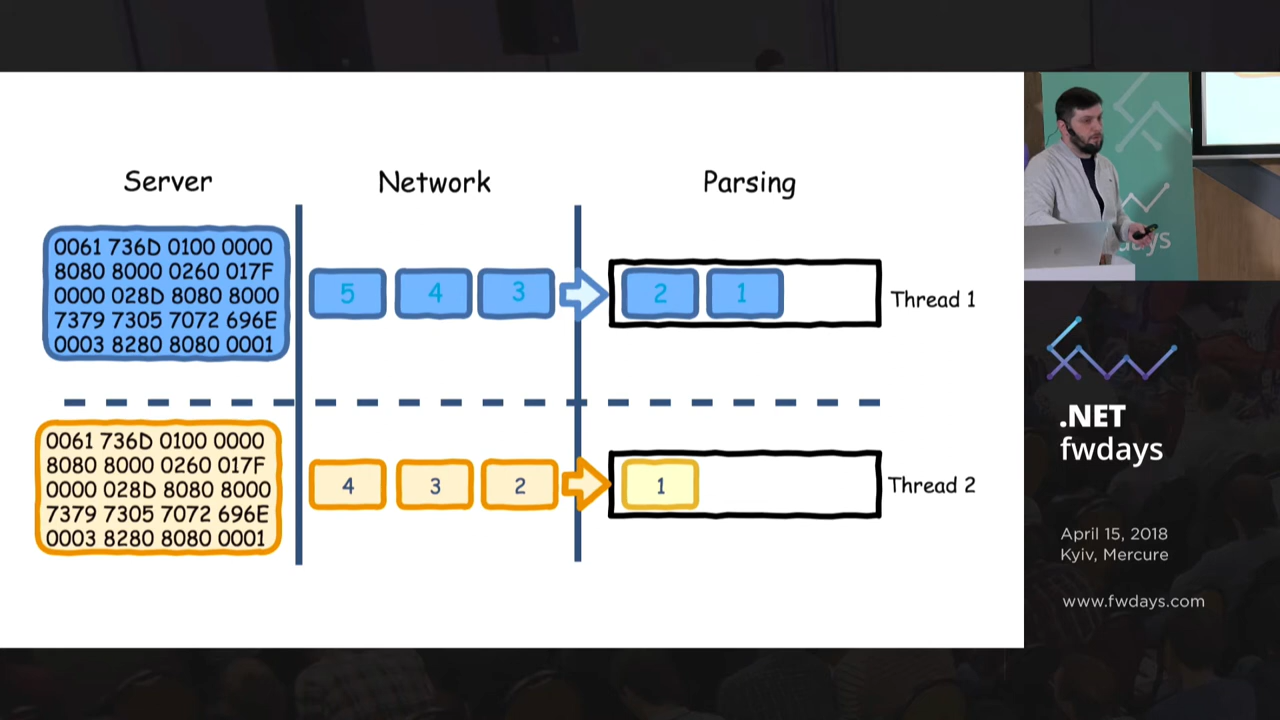 Server
Network
Parsing
0061 736D 0100 0000
8080 8000 0260 017F
0000 028D 8080 8000
7379 7305 7072 696E
0003 8280 8080 0001
5
4
3
2
1
Thread 1
0061 736D 0100 0000
8080 8000 0260 017F
0000 028D 8080 8000
7379 7305 7072 696E
0003 8280 8080 0001
4
3
2
1
Thread 2
.NET
fwdays
April 15, 2018
Kyiv, Mercure
www.fwdays.com